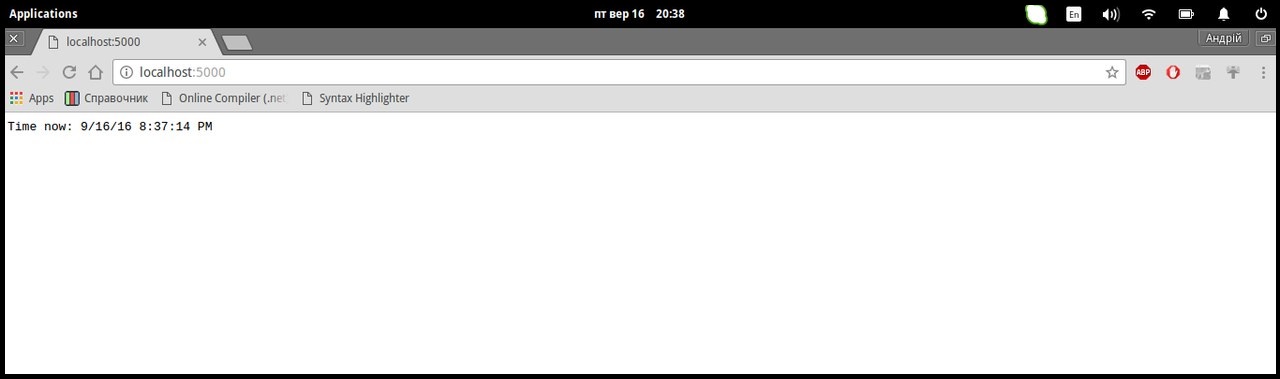 Applications пт вер 16 20:38 En
localhost:5000 Андрій
localhost:5000 ABP
Apps Справочник Online Compiler (.net Syntax Highlighter
Time now: 9/16/16 8:37:14 PM